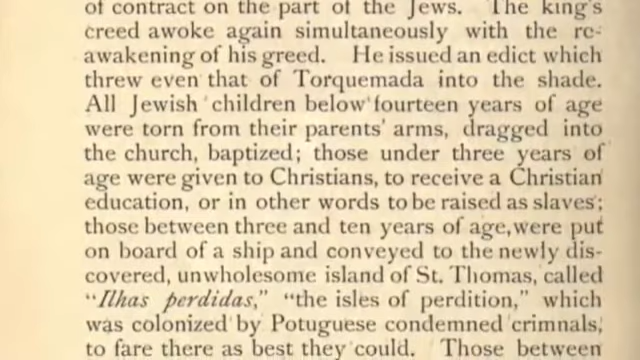 of contract on the part of the Jews. The king's
creed awoke again simultaneously with the re-
awakening of his greed. He issued an edict which
threw even that of Torquemada into the shade.
All Jewish children below fourteen years of age
were torn from their parents' arms, dragged into
the church, baptized; those under three years of
age were given to Christians, to receive a Christian
education, or in other words to be raised as slaves;
those between three and ten years of age, were put
on board of a ship and conveyed to the newly dis-
covered, unwholesome island of St. Thomas, called
"Ilhas perdidas," "the isles of perdition," which
was colonized by Potuguese condemned crimnals,
to fare there as best they could. Those between